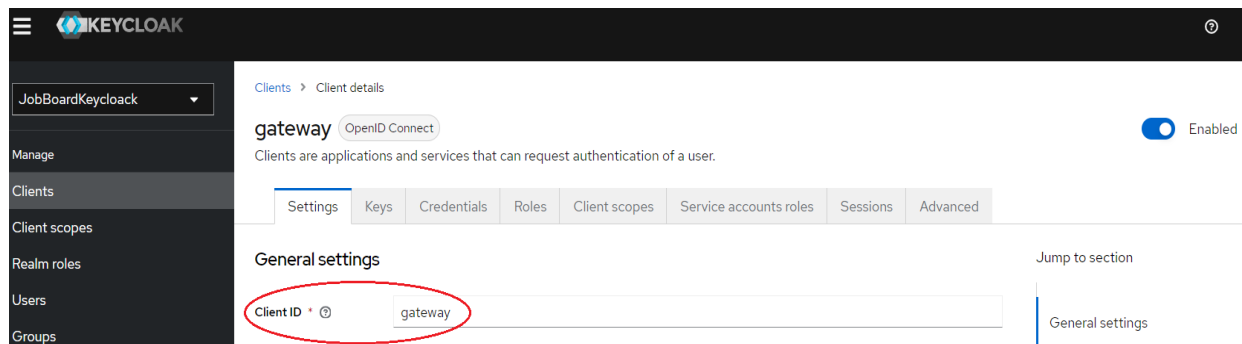 KEYCLOAK
JobBoardKeycloack
Manage
Clients
Client scopes
Realm roles
Users
Groups
Clients > Client details
gateway OpenID Connect
Enabled
Clients are applications and services that can request authentication of a user.
Settings Keys Credentials Roles Client scopes Service accounts roles Sessions Advanced
General settings
Client ID * gateway
Jump to section
General settings